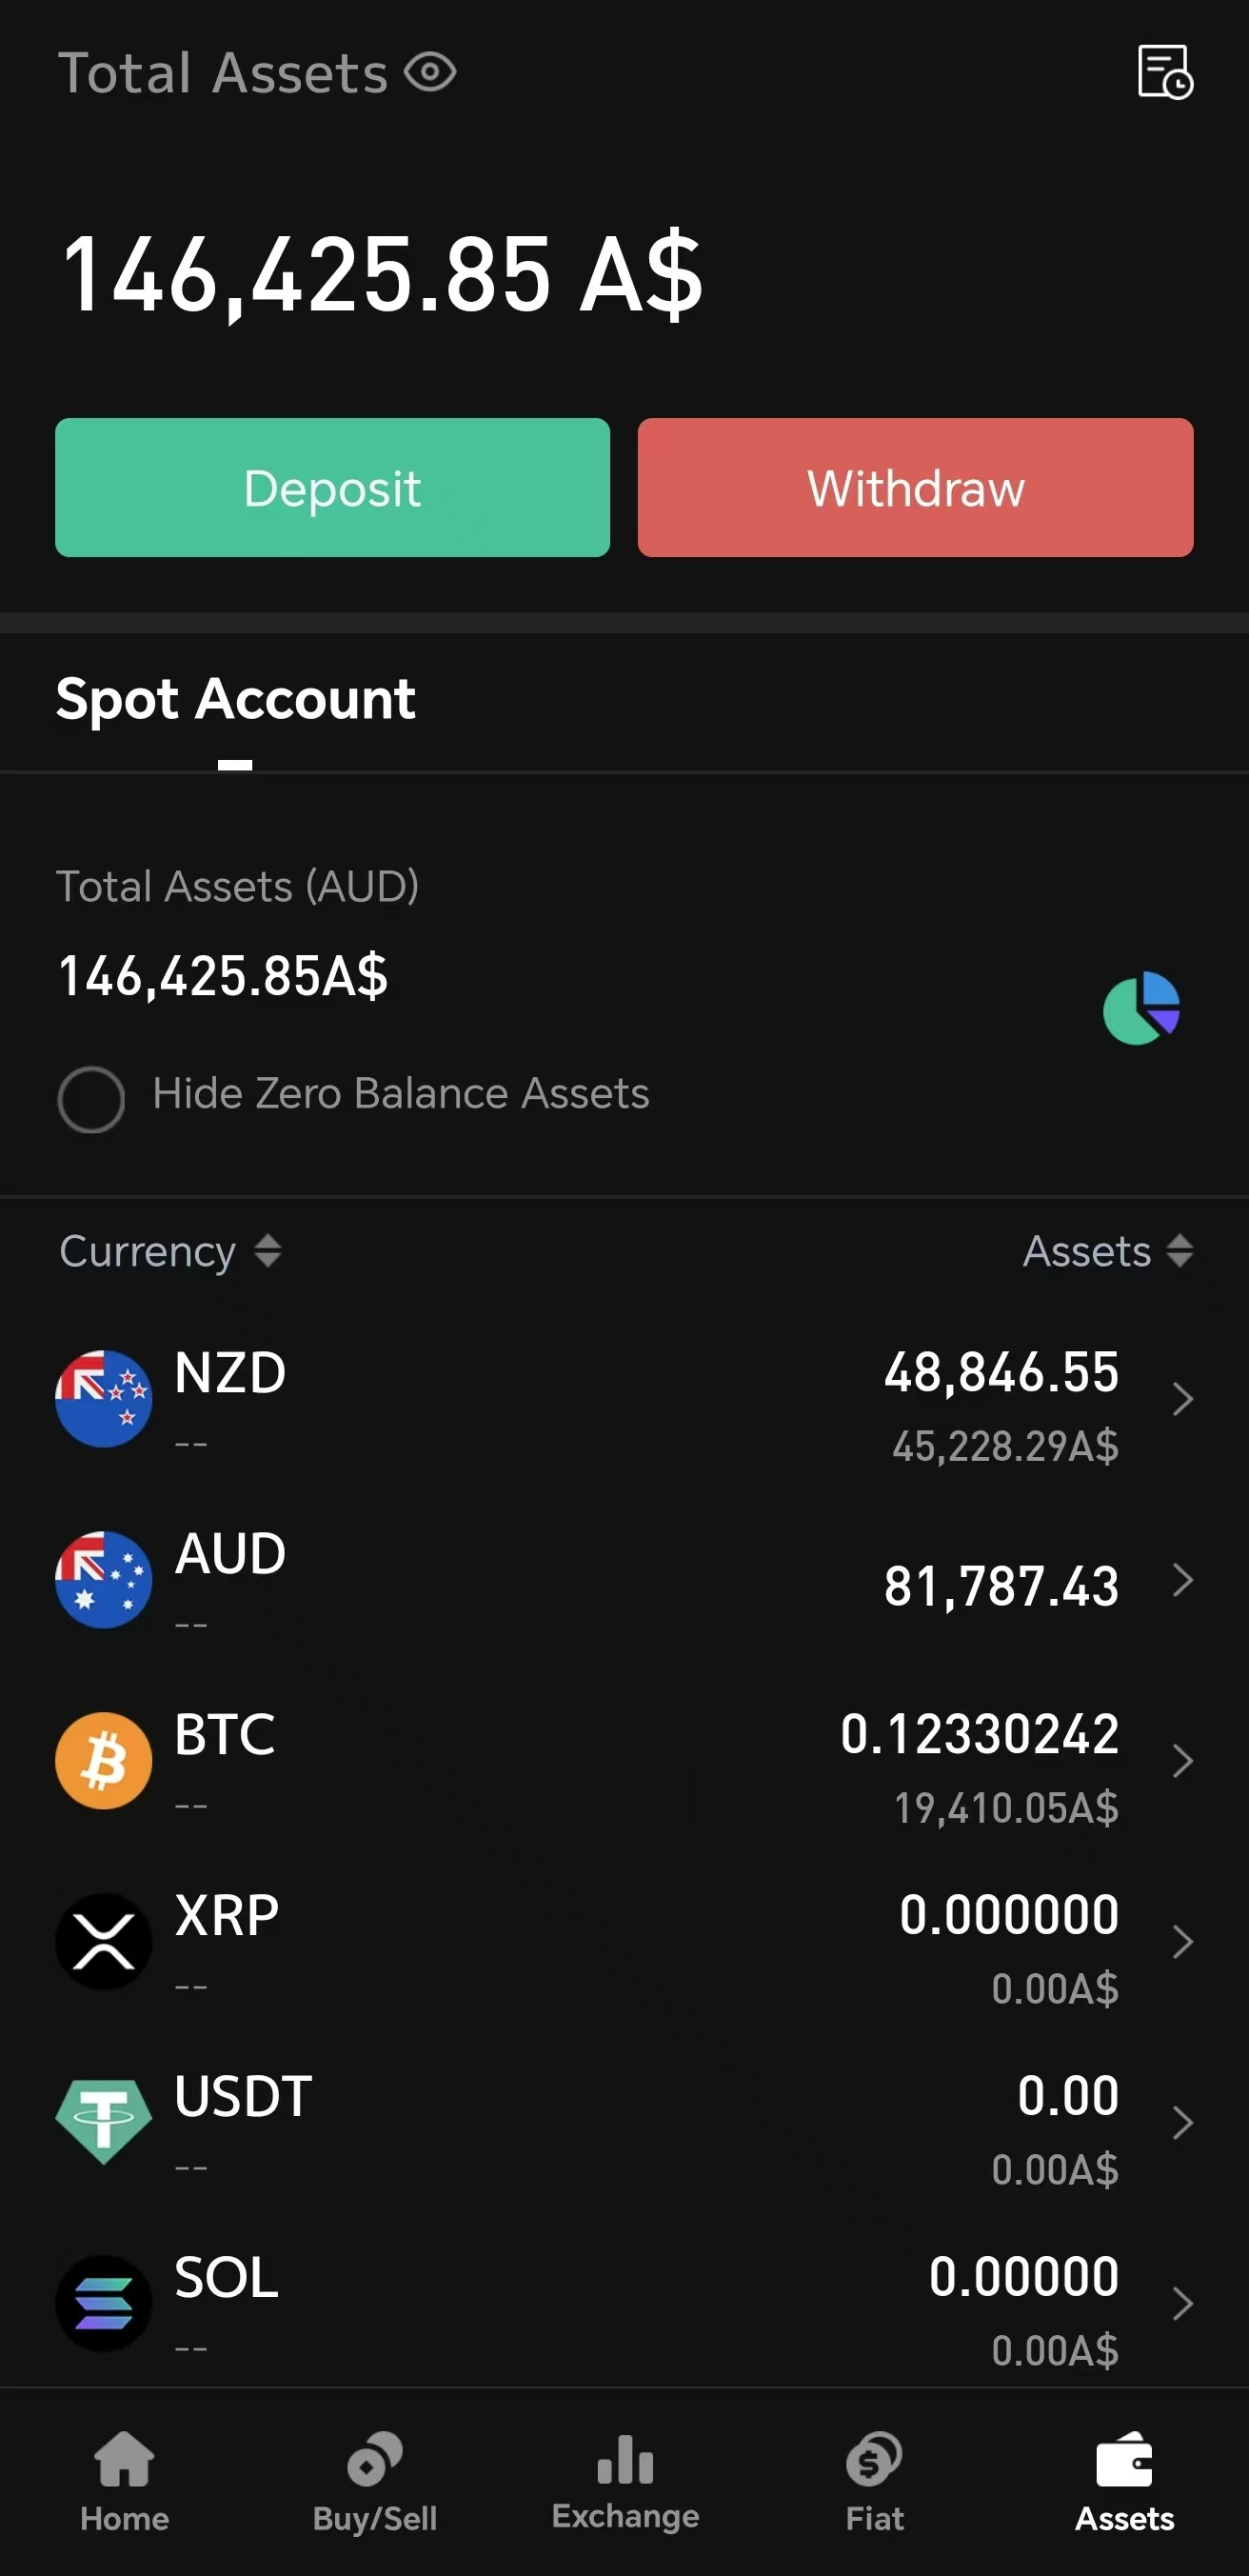 Total Assets
146,425.85 A$
Deposit
Withdraw
Spot Account
Total Assets (AUD)
146,425.85A$
Hide Zero Balance Assets
Currency
Assets
NZD
48,846.55
--
45,228.29A$
AUD
81,787.43
--
BTC
0.12330242
--
19,410.05A$
XRP
0.000000
--
0.00A$
USDT
0.00
--
0.00A$
SOL
0.00000
--
0.00A$
Home
Buy/Sell
Exchange
Fiat
Assets